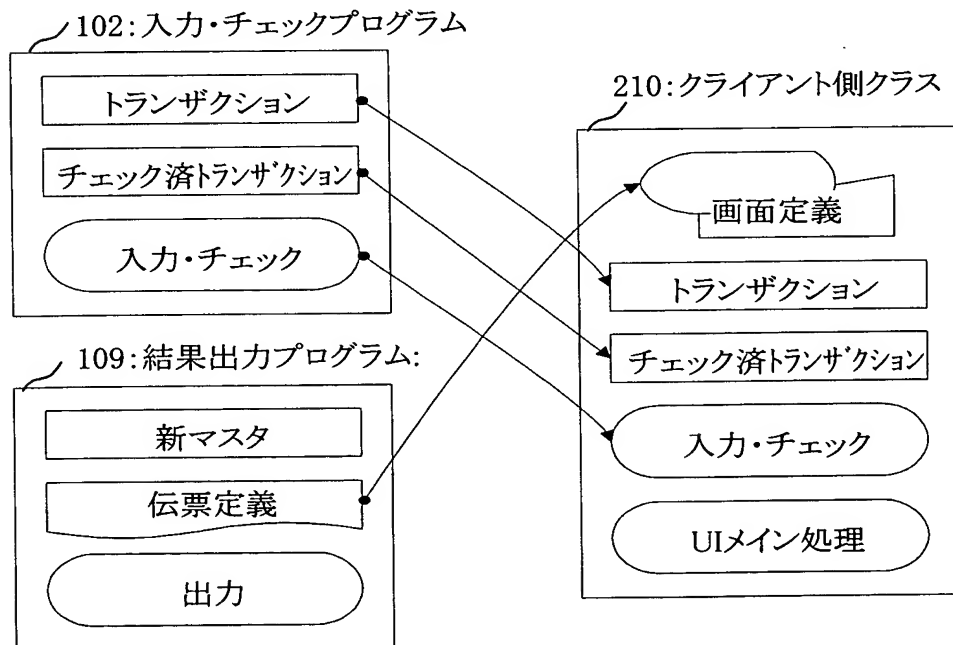 102:入力・チェックプログラム
トランザクション
チェック済トランザクション
入力・チェック
109:結果出力プログラム:
新マスタ
伝票定義
出力
210:クライアント側クラス
画面定義
トランザクション
チェック済トランザクション
入力・チェック
UIメイン処理